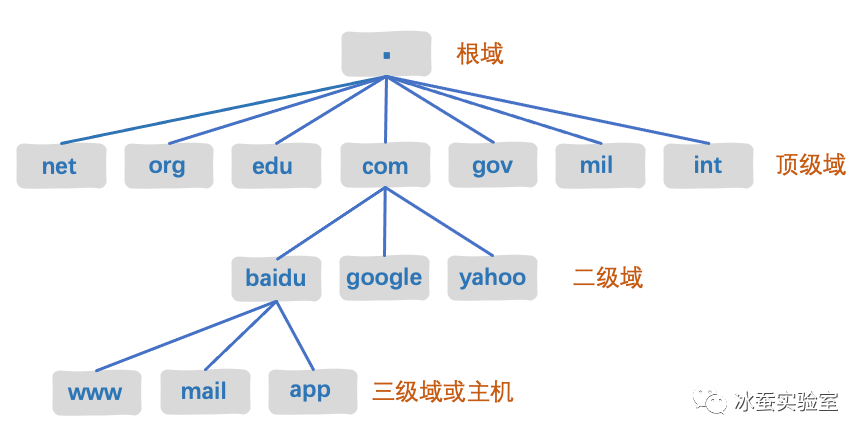 . 根域
net org edu com gov mil int 顶级域
baidu google yahoo 二级域
www mail app 三级域或主机
冰蚕实验室